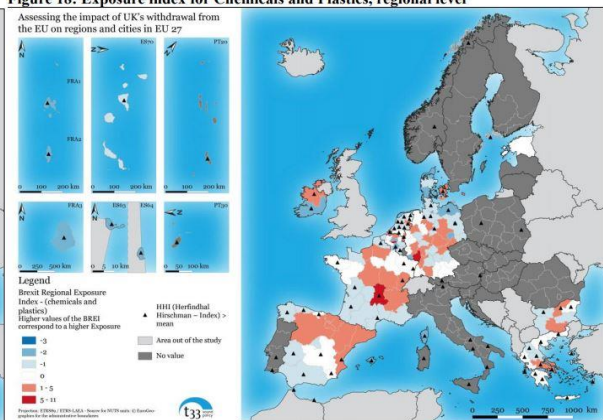 Figure 18: Exposure index for Chemicals and Plastics, regional level
Assessing the impact of UK's withdrawal from
the EU on regions and cities in EU 27
N
FRA1
FRA2
0 100 200 km
N
ES70
0 100 200 km
N
PT20
0 100 200 km
N
FRA3
0 250 500 km
N
ES63
ES64
0 5 10 km
N
PT30
0 25 50 km
Legend
Brexit Regional Exposure
Index - (chemicals and
plastics)
Higher values of the BREI
correspond to a higher Exposure
-3
-2
-1
0
1 - 5
5 - 11
HHI (Herfindhal
Hirschman – Index) >
mean
Area out of the study
No value
t33
0 250 500 1000 km